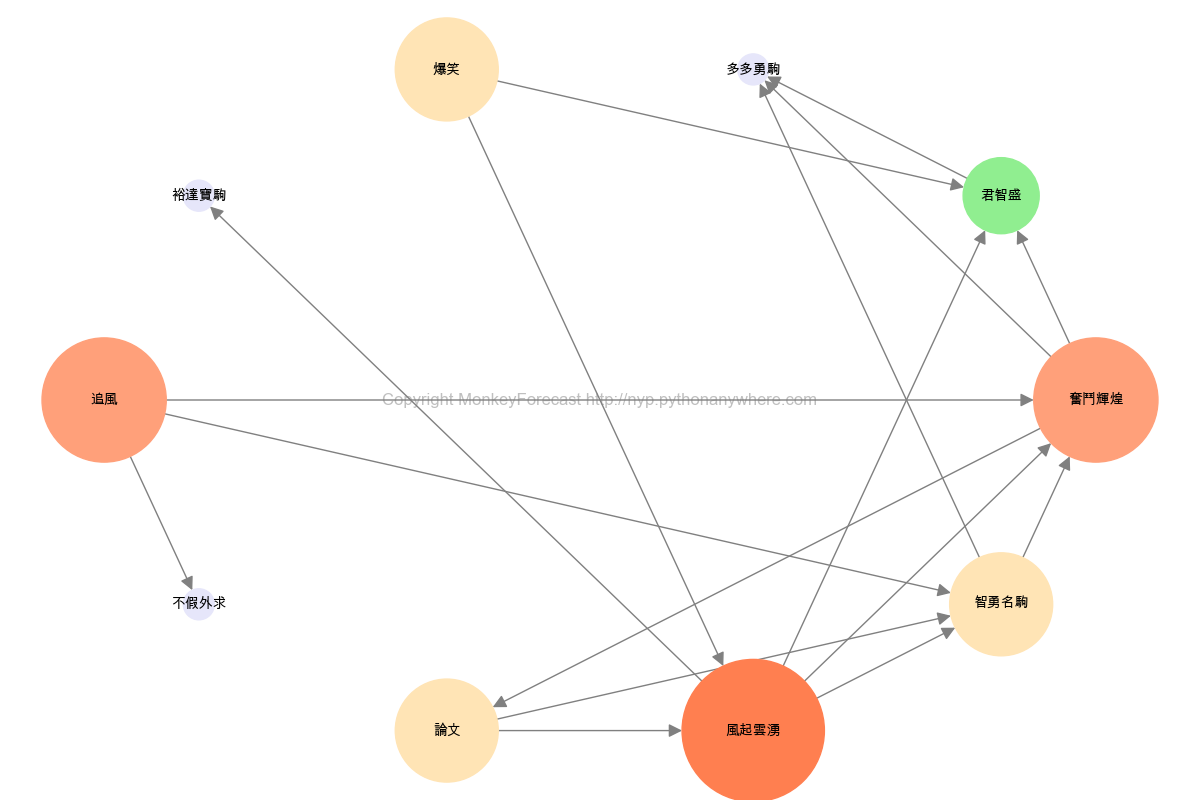 爆笑
多多勇駒
裕達寶駒
君智盛
追風
Copyright MonkeyForecast http://nyp.pythonanywhere.com
奮鬥輝煌
不假外求
智勇名駒
論文
風起雲湧